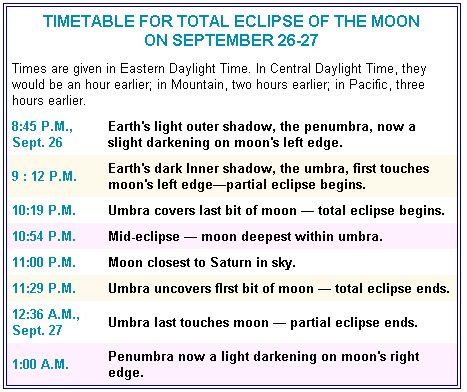 TIMETABLE FOR TOTAL ECLIPSE OF THE MOON
ON SEPTEMBER 26-27
Times are given in Eastern Daylight Time. In Central Daylight Time, they
would be an hour earlier; in Mountain, two hours earlier; in Pacific, three
hours earlier.
8:45 P.M., Earth's light outer shadow, the penumbra, now a
Sept. 26 slight darkening on moon's left edge.
9 : 12 P.M. Earth's dark Inner shadow, the umbra, first touches
moon's left edge—partial eclipse begins.
10:19 P.M. Umbra covers last bit of moon — total eclipse begins.
10:54 P.M. Mid-eclipse — moon deepest within umbra.
11:00 P.M. Moon closest to Saturn in sky.
11:29 P.M. Umbra uncovers fIrst bit of moon — total eclipse ends.
12:36 A.M.,
Sept. 27 Umbra last touches moon — partial eclipse ends.
1:00 A.M. Penumbra now a light darkening on moon's right
edge.